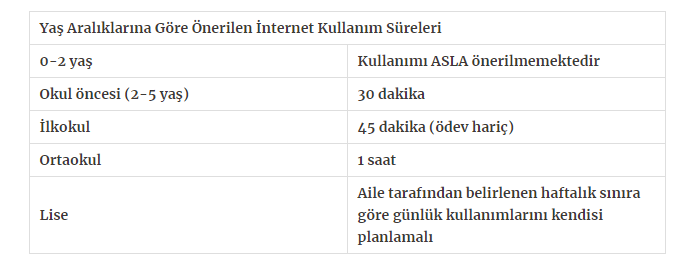 Yaş Aralıklarına Göre Önerilen İnternet Kullanım Süreleri
0-2 yaş
Kullanımı ASLA önerilmemektedir
Okul öncesi (2-5 yaş)
30 dakika
İlkokul
45 dakika (ödev hariç)
Ortaokul
1 saat
Lise
Aile tarafından belirlenen haftalık sınıra
göre günlük kullanımlarını kendisi
planlamalı